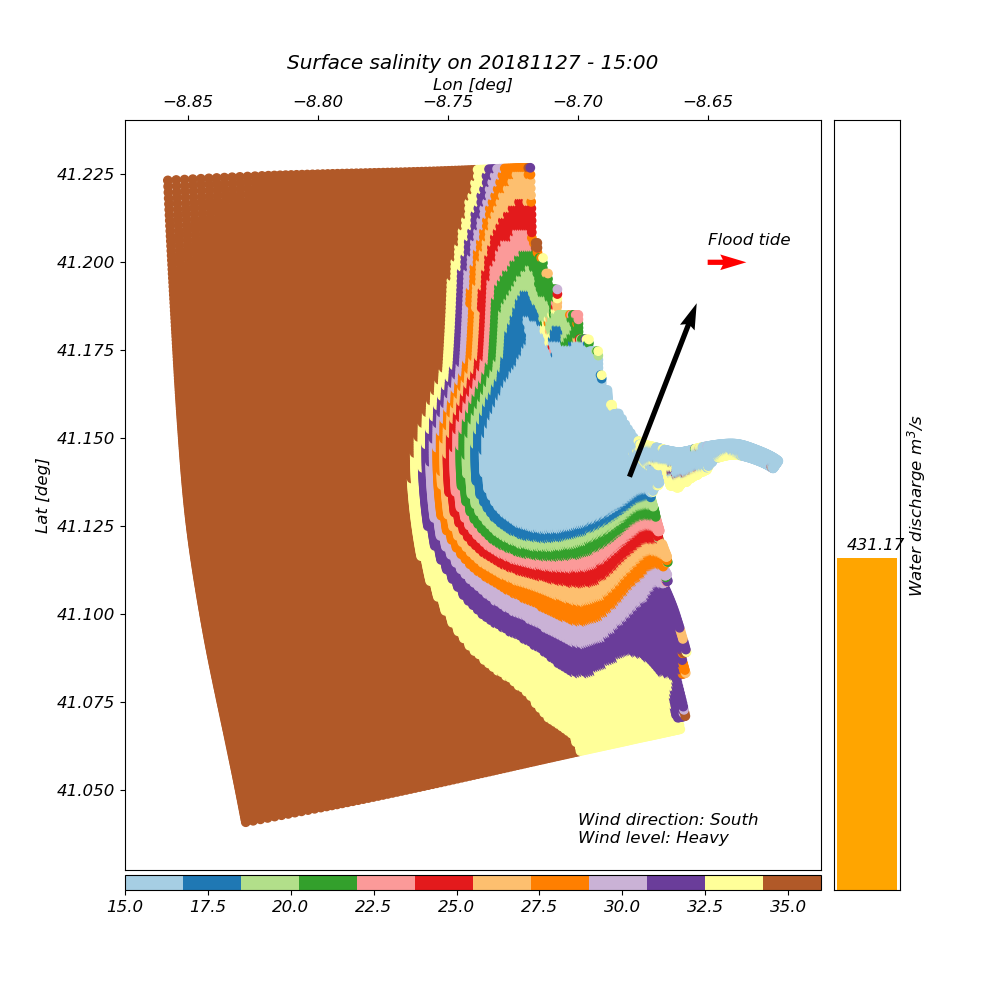 Surface salinity on 20181127 - 15:00
Lon [deg]
−8.85 −8.80 −8.75 −8.70 −8.65
41.225
41.200
41.175
41.150
41.125
41.100
41.075
41.050
Lat [deg]
Flood tide
Wind direction: South
Wind level: Heavy
431.17
Water discharge m³/s
15.0 17.5 20.0 22.5 25.0 27.5 30.0 32.5 35.0